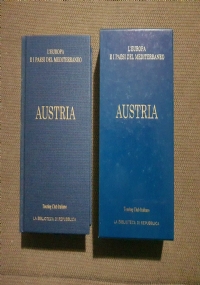 L'EUROPA
E I PAESI DEL MEDITERRANEO
AUSTRIA
Touring Club Italiano
LA BIBLIOTECA DI REPUBBLICA
L'EUROPA
E I PAESI DEL MEDITERRANEO
AUSTRIA
Touring Club Italiano
LA BIBLIOTECA DI REPUBBLICA